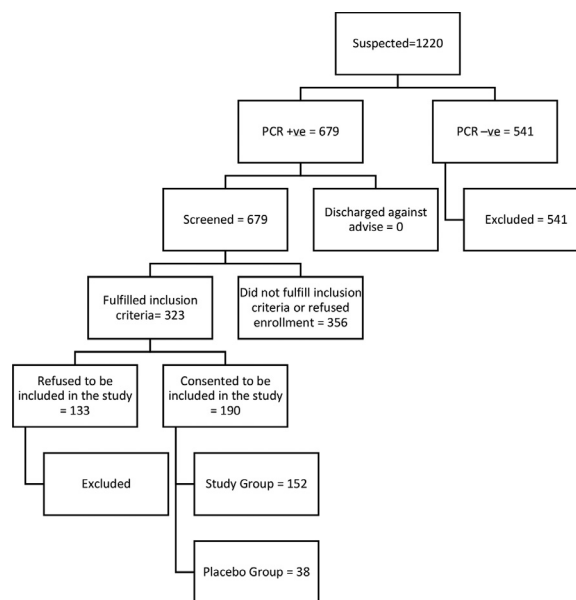 Suspected=1220
PCR +ve = 679
PCR –ve = 541
Screened = 679
Discharged against
advise = 0
Excluded = 541
Fulfilled inclusion
criteria= 323
Did not fulfill inclusion
criteria or refused
enrollment = 356
Refused to be
included in the study
= 133
Consented to be
included in the study
= 190
Excluded
Study Group = 152
Placebo Group = 38